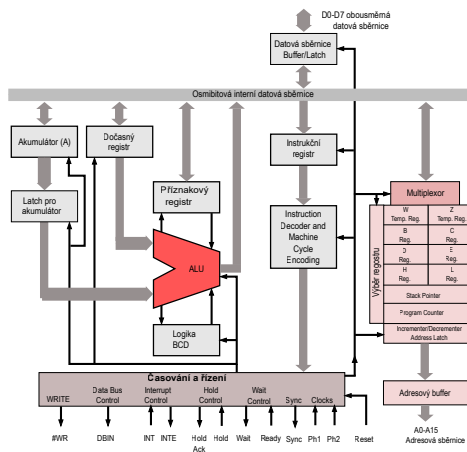 D0-D7 obousměrná
datová sběrnice
Datová sběrnice
Buffer/Latch
Osmibitová interní datová sběrnice
Akumulátor (A)
Dočasný
registr
Instrukční
registr
Multiplexor
Latch pro
akumulátor
Příznakový
registr
Instruction
Decoder and
Machine
Cycle
Encoding
Výběr regostru
W
Temp. Reg.
Z
Temp. Reg.
B
Reg.
C
Reg.
D
Reg.
E
Reg.
H
Reg.
L
Reg.
Stack Pointer
Program Counter
Incrementer/Decrementer
Address Latch
ALU
Logika
BCD
Adresový buffer
Časování a řízení
WRITE
Data Bus
Control
Interrupt
Control
Hold
Control
Wait
Control
Sync
Clocks
#WR
DBIN
INT
INTE
Hold
Ack
Hold
Wait
Ready
Sync
Ph1
Ph2
Reset
A0-A15
Adresová sběrnice